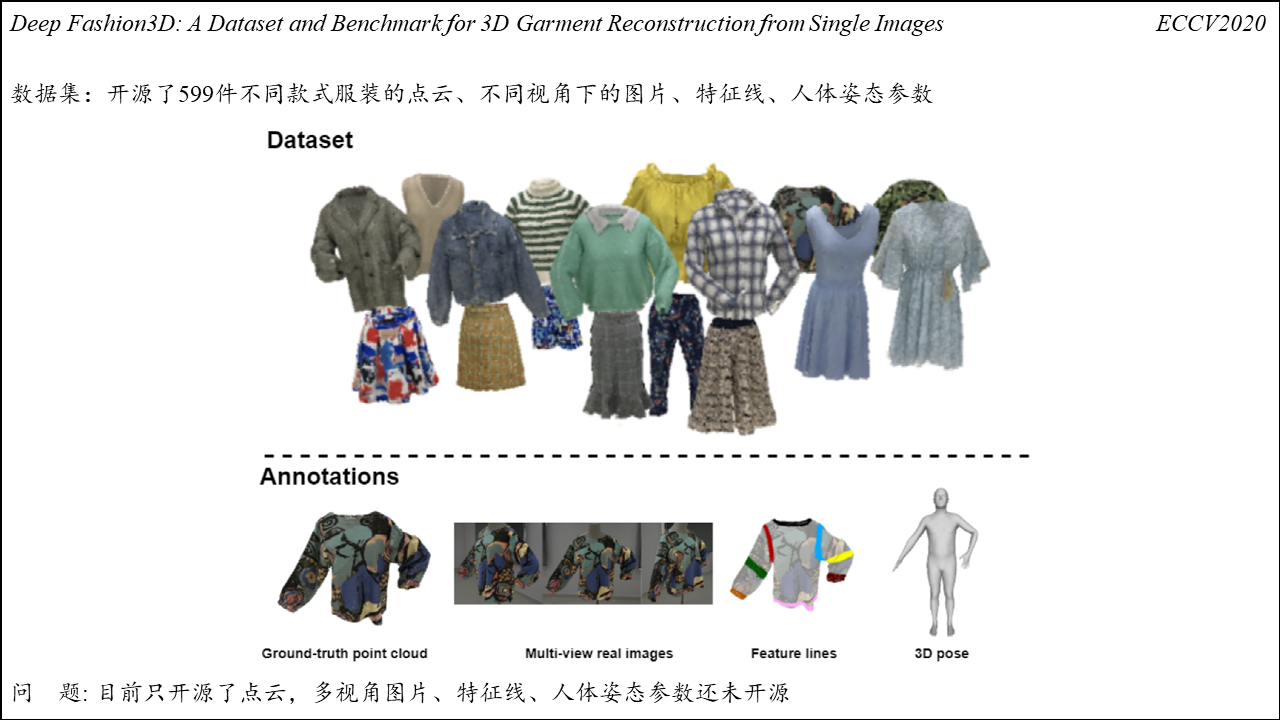 Deep Fashion3D: A Dataset and Benchmark for 3D Garment Reconstruction from Single Images ECCV2020
数据集：开源了599件不同款式服装的点云、不同视角下的图片、特征线、人体姿态参数
Dataset
Annotations
Ground-truth point cloud Multi-view real images Feature lines 3D pose
问 题: 目前只开源了点云，多视角图片、特征线、人体姿态参数还未开源